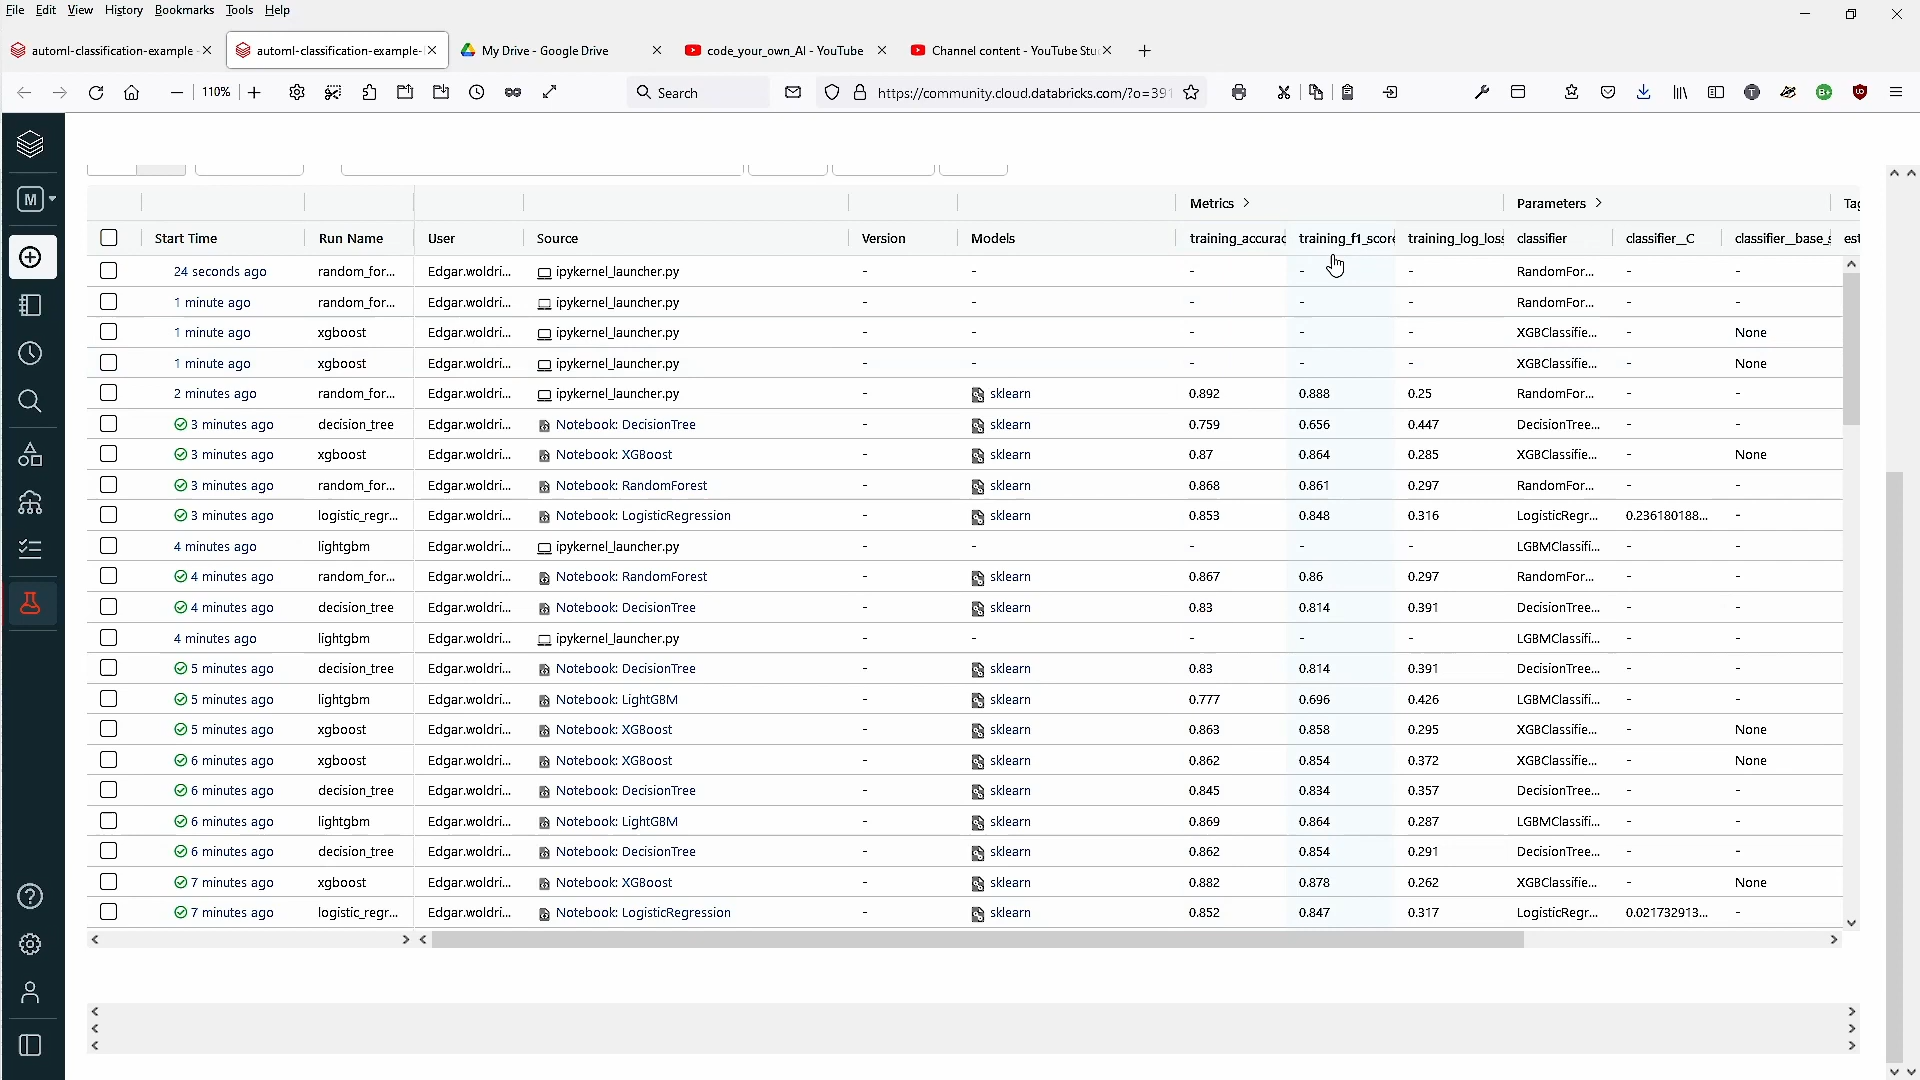 File Edit View History Bookmarks Tools Help
automl-classification-example - automl-classification-example- My Drive - Google Drive code_your_own_AI - YouTube Channel content - YouTube Stu
110% Search https://community.cloud.databricks.com/?o=391
M
Metrics Parameters Tag
Start Time Run Name User Source Version Models training_accurac training_f1_score training_log_loss classifier classifier__C classifier__base_s est
24 seconds ago random_for... Edgar.woldri... ipykernel_launcher.py - - - - - RandomFor... - -
1 minute ago random_for... Edgar.woldri... ipykernel_launcher.py - - - - - RandomFor... - -
1 minute ago xgboost Edgar.woldri... ipykernel_launcher.py - - - - - XGBClassifie... - None
1 minute ago xgboost Edgar.woldri... ipykernel_launcher.py - - - - - XGBClassifie... - None
2 minutes ago random_for... Edgar.woldri... ipykernel_launcher.py - sklearn 0.892 0.888 0.25 RandomFor... - -
3 minutes ago decision_tree Edgar.woldri... Notebook: DecisionTree - sklearn 0.759 0.656 0.447 DecisionTree... - -
3 minutes ago xgboost Edgar.woldri... Notebook: XGBoost - sklearn 0.87 0.864 0.285 XGBClassifie... - None
3 minutes ago random_for... Edgar.woldri... Notebook: RandomForest - sklearn 0.868 0.861 0.297 RandomFor... - -
3 minutes ago logistic_regr... Edgar.woldri... Notebook: LogisticRegression - sklearn 0.853 0.848 0.316 LogisticRegr... 0.236180188... -
4 minutes ago lightgbm Edgar.woldri... ipykernel_launcher.py - - - - - LGBMClassifi... - -
4 minutes ago random_for... Edgar.woldri... Notebook: RandomForest - sklearn 0.867 0.86 0.297 RandomFor... - -
4 minutes ago decision_tree Edgar.woldri... Notebook: DecisionTree - sklearn 0.83 0.814 0.391 DecisionTree... - -
4 minutes ago lightgbm Edgar.woldri... ipykernel_launcher.py - - - - - LGBMClassifi... - -
5 minutes ago decision_tree Edgar.woldri... Notebook: DecisionTree - sklearn 0.83 0.814 0.391 DecisionTree... - -
5 minutes ago lightgbm Edgar.woldri... Notebook: LightGBM - sklearn 0.777 0.696 0.426 LGBMClassifi... - -
5 minutes ago xgboost Edgar.woldri... Notebook: XGBoost - sklearn 0.863 0.858 0.295 XGBClassifie... - None
6 minutes ago xgboost Edgar.woldri... Notebook: XGBoost - sklearn 0.862 0.854 0.372 XGBClassifie... - None
6 minutes ago decision_tree Edgar.woldri... Notebook: DecisionTree - sklearn 0.845 0.834 0.357 DecisionTree... - -
6 minutes ago lightgbm Edgar.woldri... Notebook: LightGBM - sklearn 0.869 0.864 0.287 LGBMClassifi... - -
6 minutes ago decision_tree Edgar.woldri... Notebook: DecisionTree - sklearn 0.862 0.854 0.291 DecisionTree... - -
7 minutes ago xgboost Edgar.woldri... Notebook: XGBoost - sklearn 0.882 0.878 0.262 XGBClassifie... - None
7 minutes ago logistic_regr... Edgar.woldri... Notebook: LogisticRegression - sklearn 0.852 0.847 0.317 LogisticRegr... 0.021732913... -